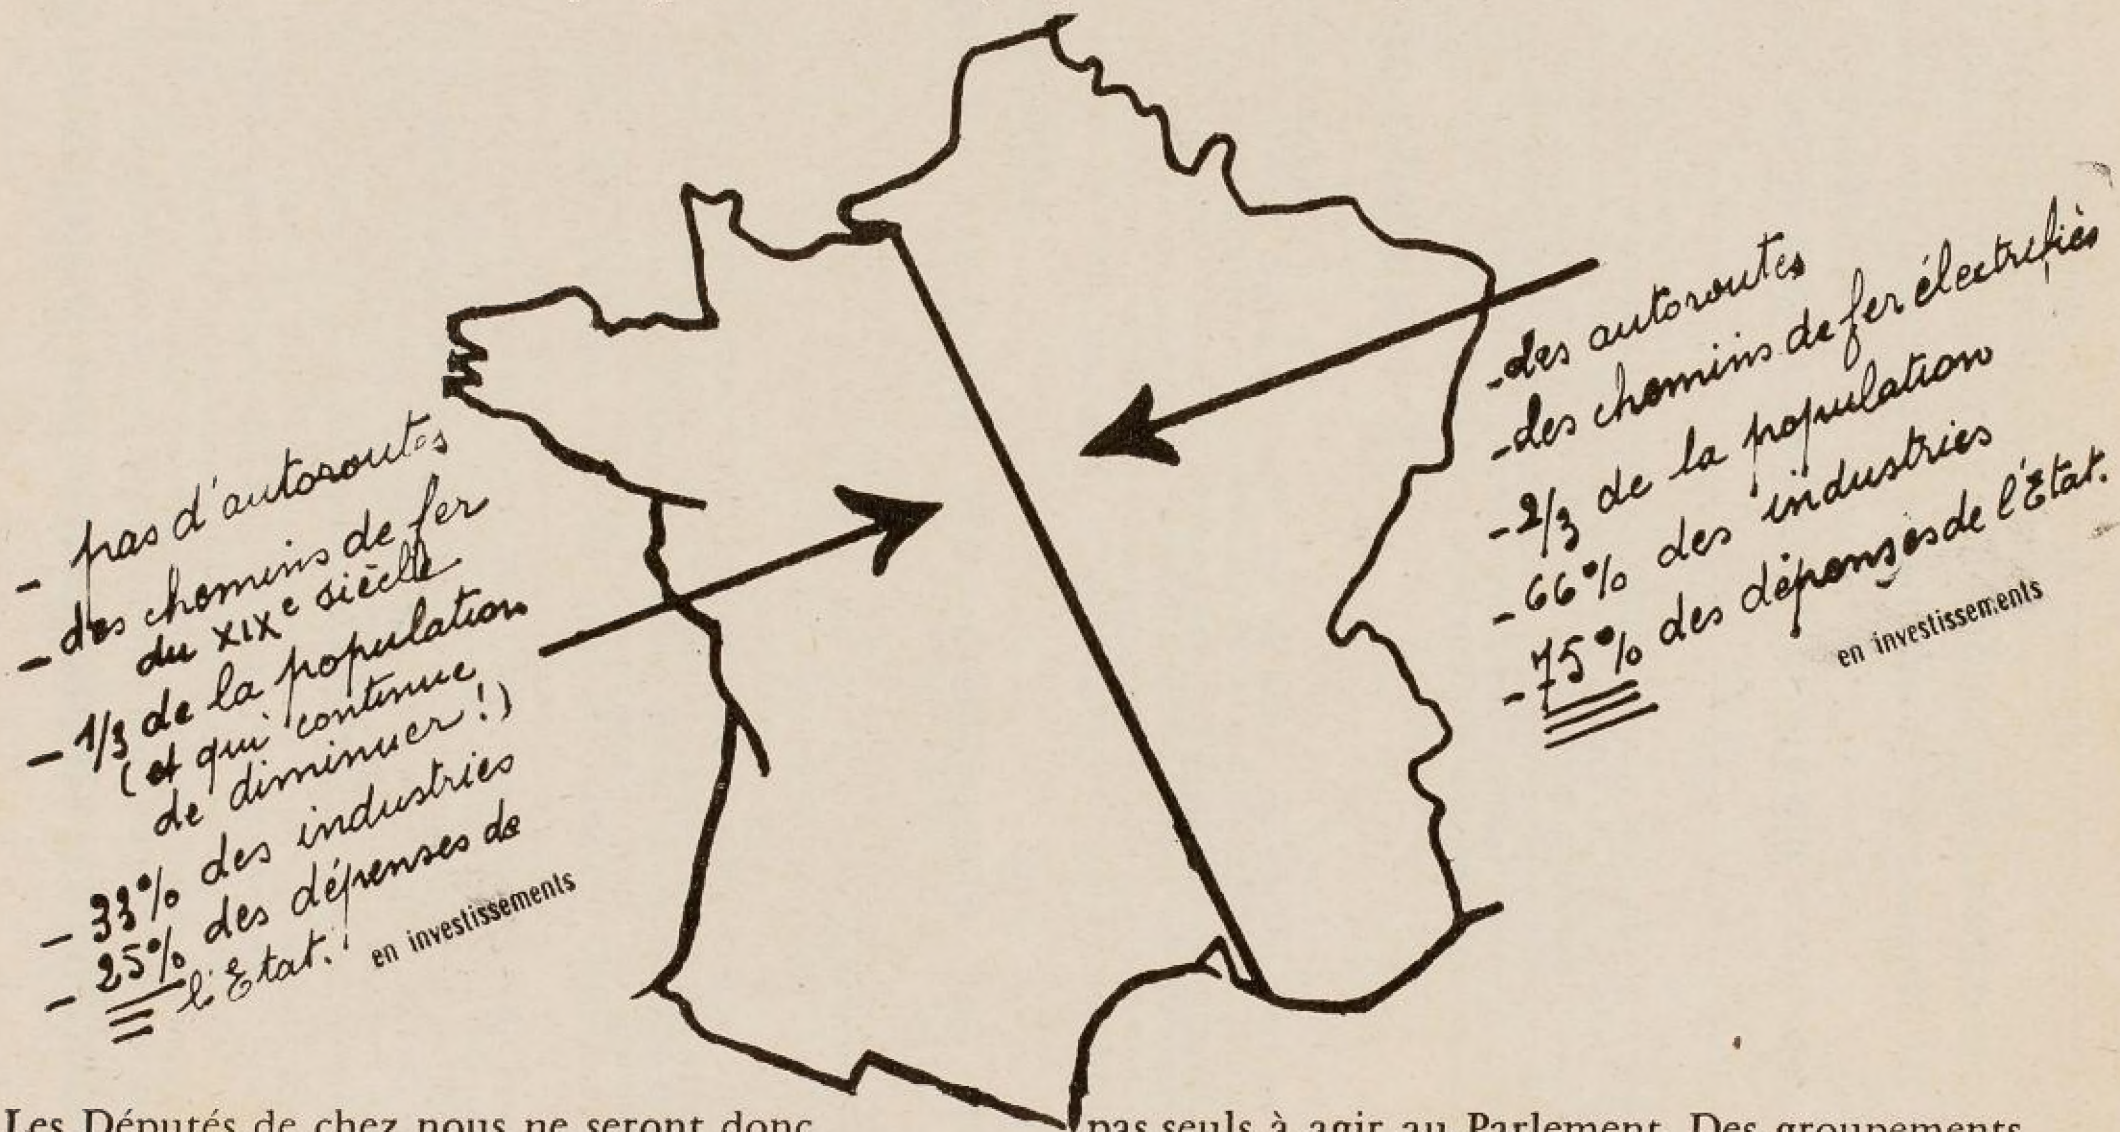 - pas d'autoroutes
- des chemins de fer
du XIXe siècle
- 1/3 de la population
(et qui continue
de diminuer !)
- 33% des industries
- 25% des dépenses de
l'Etat.
en investissements
- des autoroutes
- des chemins de fer électrifiés
- 2/3 de la population
- 66% des industries
- 75% des dépenses de l'Etat.
en investissements
Les Députés de chez nous ne seront donc
pas seuls à agir au Parlement. Des groupements